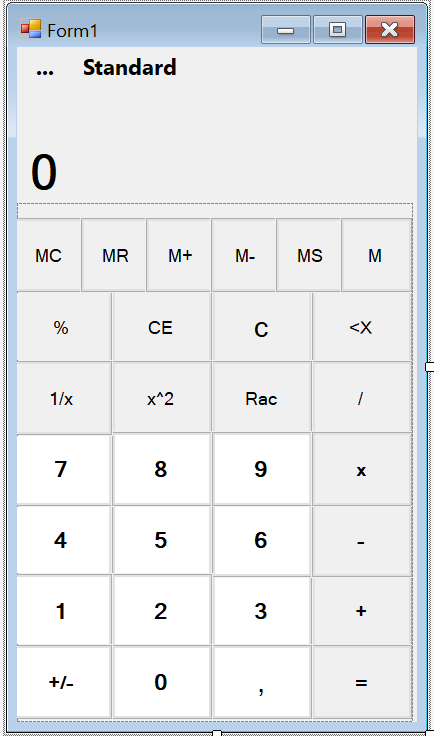 Form1
... Standard
0
MC MR M+ M- MS M
% CE C <X
1/x x^2 Rac /
7 8 9 x
4 5 6 -
1 2 3 +
+/- 0 , =